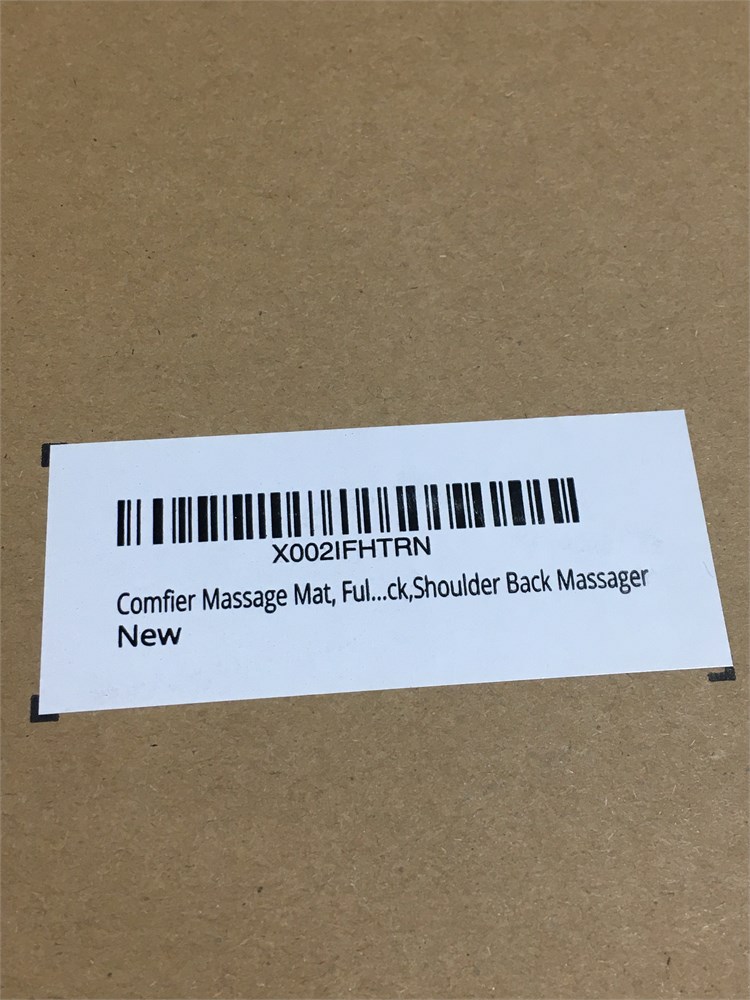 X002IFHTRN
Comfier Massage Mat, Ful...ck,Shoulder Back Massager
New